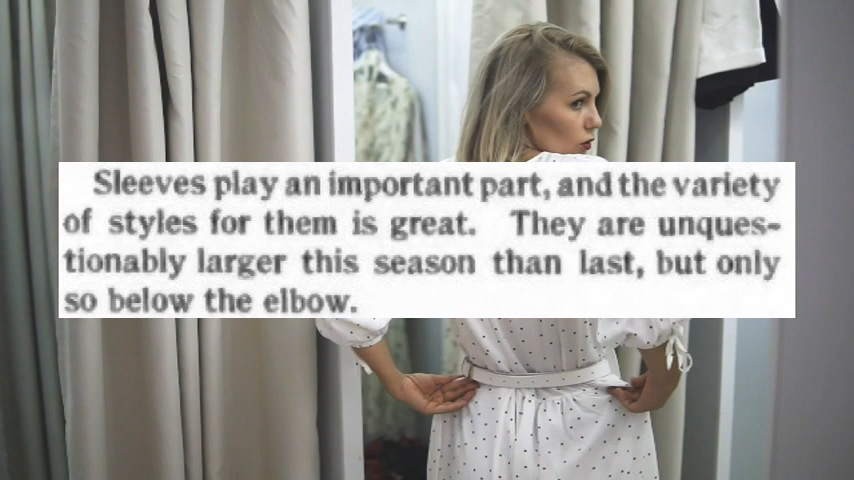 Sleeves play an important part, and the variety
of styles for them is great. They are unques-
tionably larger this season than last, but only
so below the elbow.